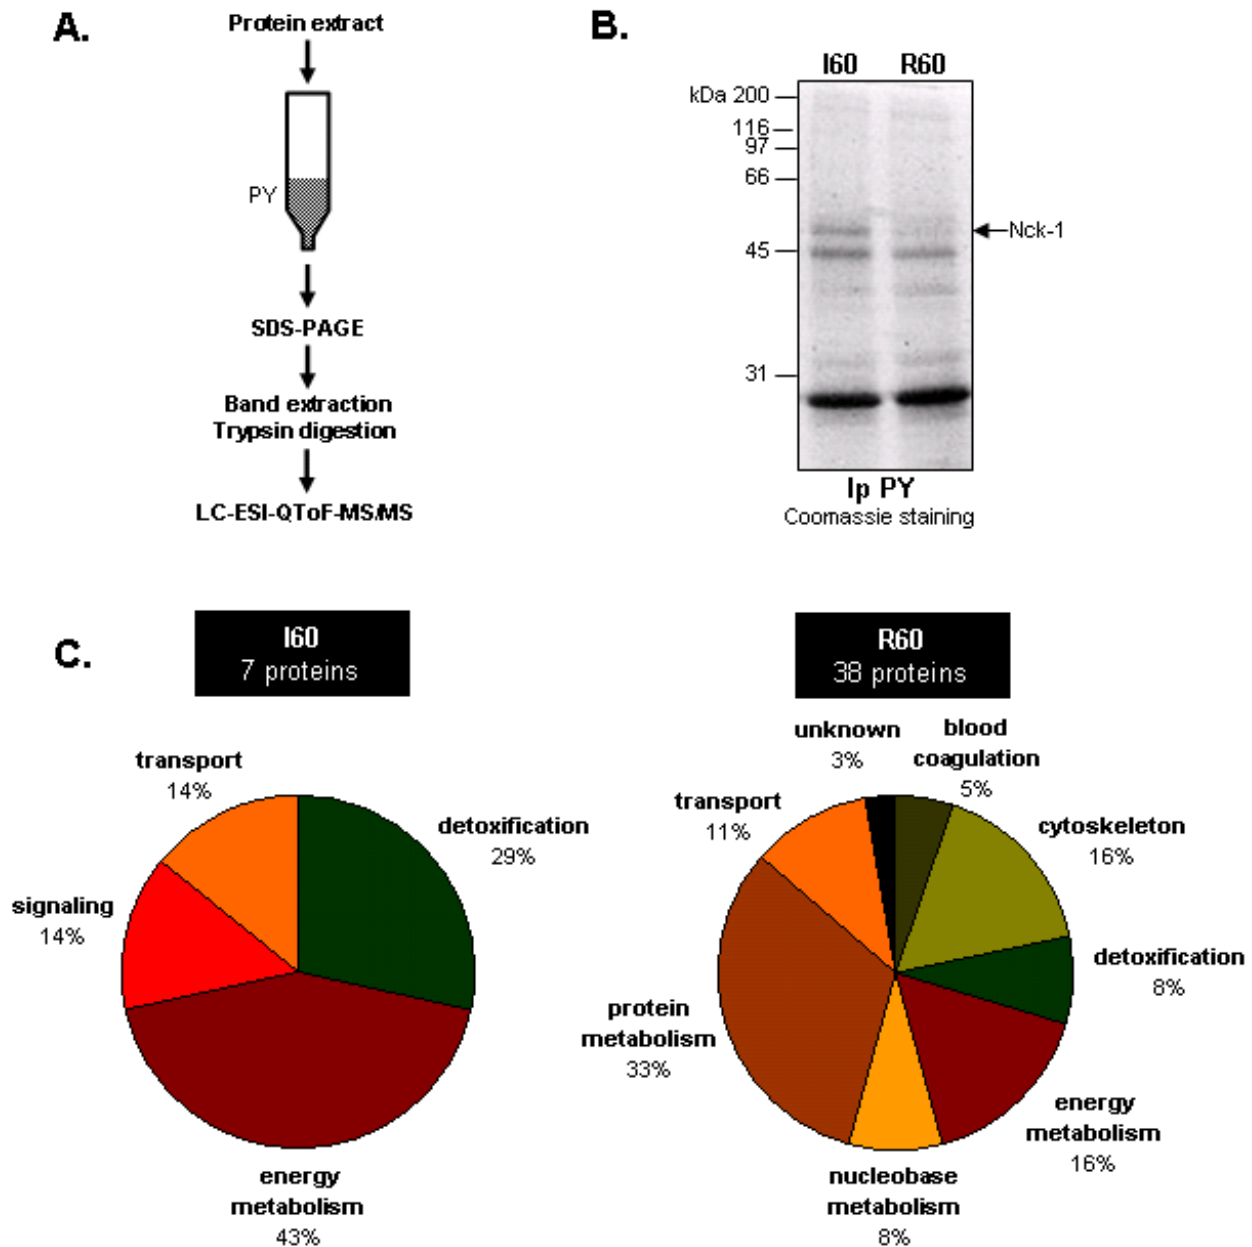 A.
Protein extract
PY
SDS-PAGE
Band extraction
Trypsin digestion
LC-ESI-QToF-MS/MS
B.
I60 R60
kDa 200
116
97
66
Nck-1
45
31
Ip PY
Coomassie staining
C.
I60
7 proteins
transport
14%
detoxification
29%
signaling
14%
energy
metabolism
43%
R60
38 proteins
unknown
3%
blood
coagulation
5%
transport
11%
cytoskeleton
16%
detoxification
8%
protein
metabolism
33%
energy
metabolism
16%
nucleobase
metabolism
8%